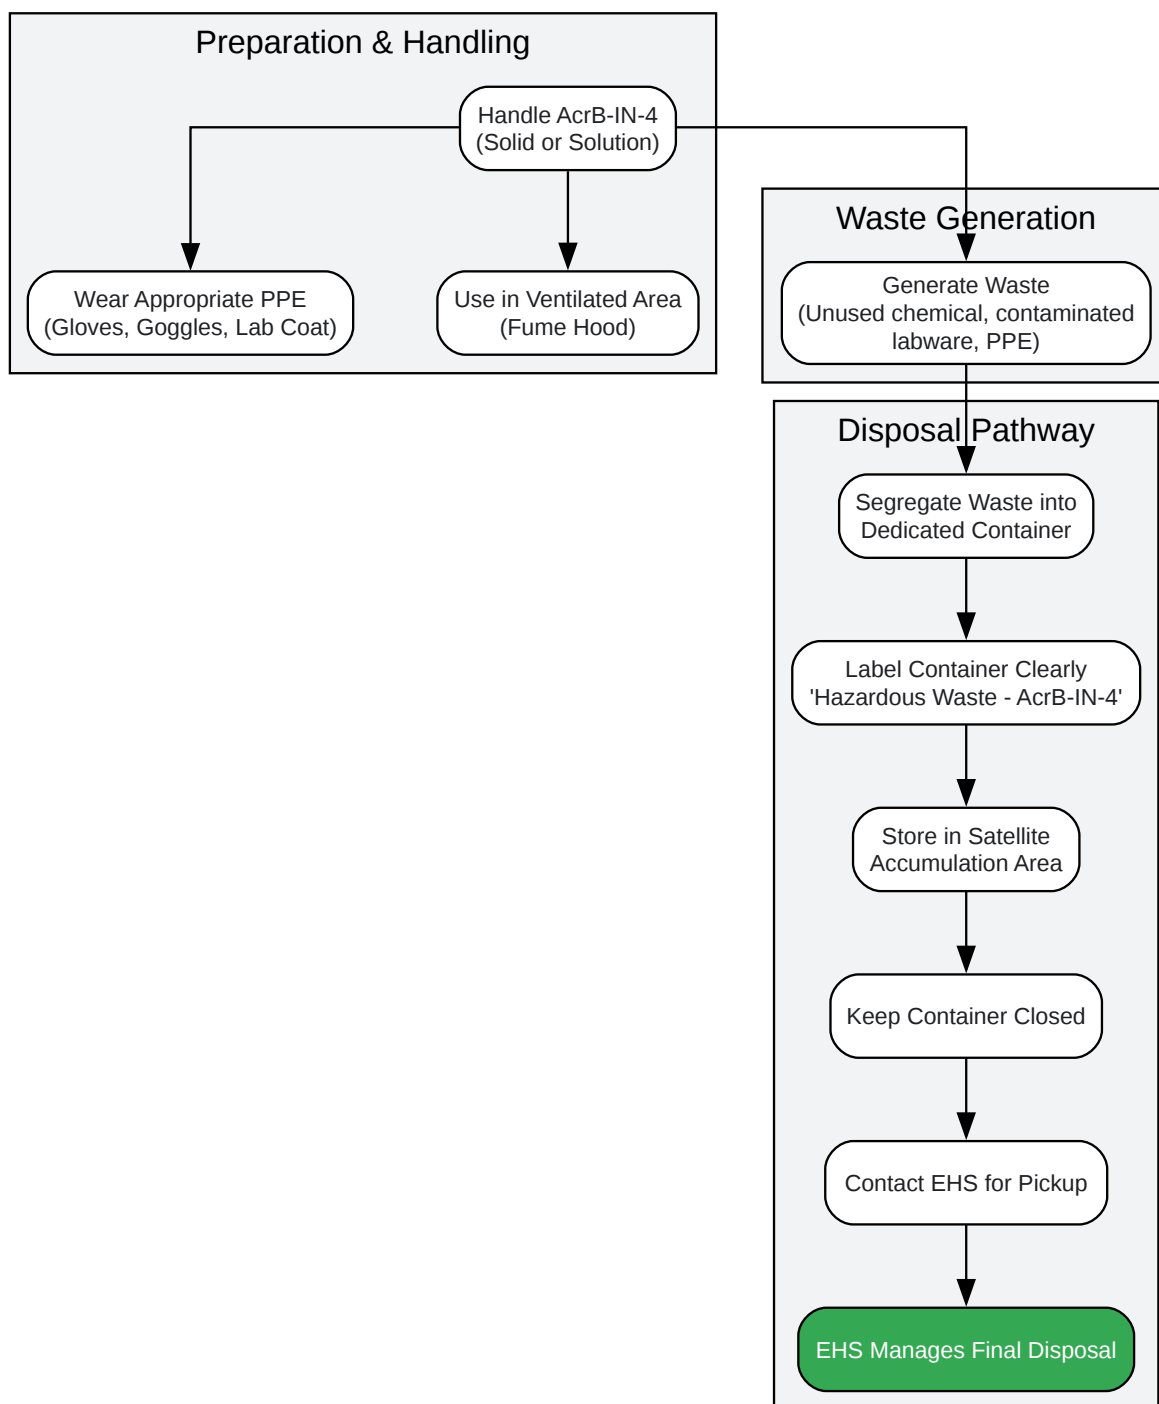 Preparation & Handling
Handle AcrB-IN-4
(Solid or Solution)
Wear Appropriate PPE
(Gloves, Goggles, Lab Coat)
Use in Ventilated Area
(Fume Hood)
Waste Generation
Generate Waste
(Unused chemical, contaminated
labware, PPE)
Disposal Pathway
Segregate Waste into
Dedicated Container
Label Container Clearly
'Hazardous Waste - AcrB-IN-4'
Store in Satellite
Accumulation Area
Keep Container Closed
Contact EHS for Pickup
EHS Manages Final Disposal